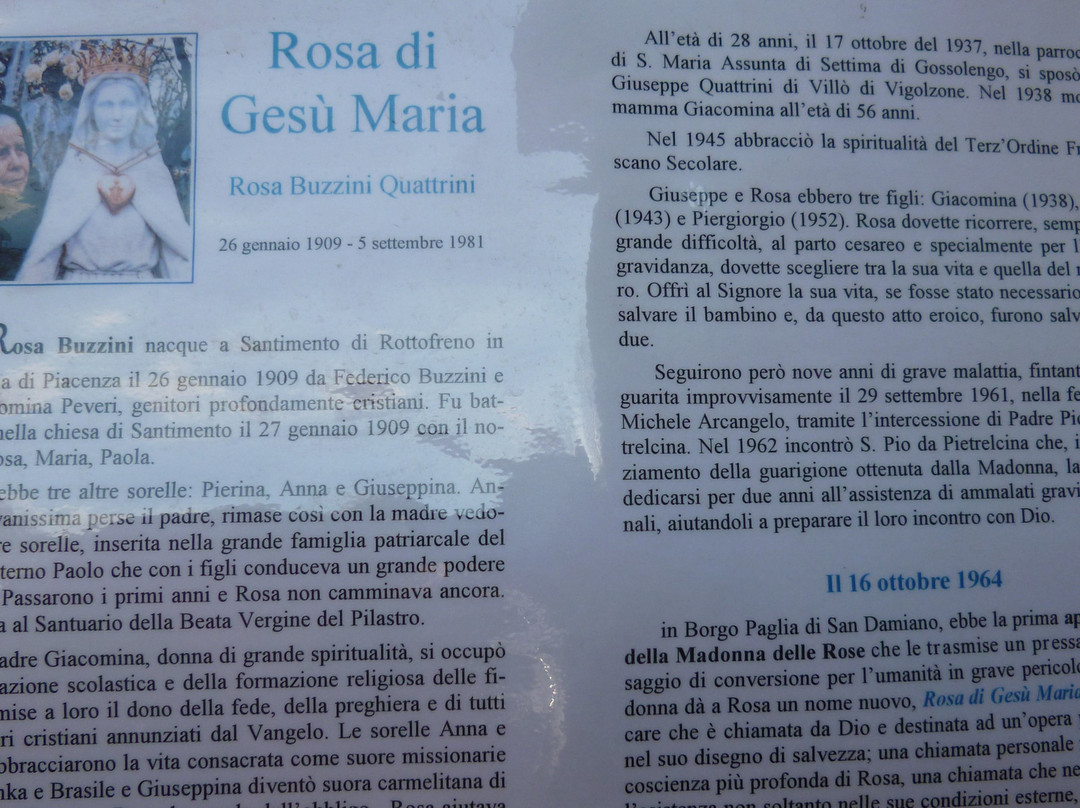 Rosa di
Gesù Maria
Rosa Buzzini Quattrini
26 gennaio 1909 - 5 settembre 1981
Rosa Buzzini nacque a Santimento di Rottofreno in
a di Piacenza il 26 gennaio 1909 da Federico Buzzini e
omina Peveri, genitori profondamente cristiani. Fu bat-
nella chiesa di Santimento il 27 gennaio 1909 con il no-
osa, Maria, Paola.
ebbe tre altre sorelle: Pierina, Anna e Giuseppina. An-
vanissima perse il padre, rimase così con la madre vedo-
re sorelle, inserita nella grande famiglia patriarcale del
terno Paolo che con i figli conduceva un grande podere
Passarono i primi anni e Rosa non camminava ancora.
a al Santuario della Beata Vergine del Pilastro.
adre Giacomina, donna di grande spiritualità, si occupò
azione scolastica e della formazione religiosa delle fi-
mise a loro il dono della fede, della preghiera e di tutti
ri cristiani annunziati dal Vangelo. Le sorelle Anna e
bbracciarono la vita consacrata come suore missionarie
nka e Brasile e Giuseppina diventò suora carmelitana di
Rosa aiutava
All'età di 28 anni, il 17 ottobre del 1937, nella parroc
di S. Maria Assunta di Settima di Gossolengo, si sposò
Giuseppe Quattrini di Villò di Vigolzone. Nel 1938 mo
mamma Giacomina all'età di 56 anni.
Nel 1945 abbracciò la spiritualità del Terz'Ordine Fr
scano Secolare.
Giuseppe e Rosa ebbero tre figli: Giacomina (1938),
(1943) e Piergiorgio (1952). Rosa dovette ricorrere, semp
grande difficoltà, al parto cesareo e specialmente per l
gravidanza, dovette scegliere tra la sua vita e quella del n
ro. Offrì al Signore la sua vita, se fosse stato necessario
salvare il bambino e, da questo atto eroico, furono salv
due.
Seguirono però nove anni di grave malattia, fintant
guarita improvvisamente il 29 settembre 1961, nella fe
Michele Arcangelo, tramite l'intercessione di Padre Pio
trelcina. Nel 1962 incontrò S. Pio da Pietrelcina che, i
ziamento della guarigione ottenuta dalla Madonna, la
dedicarsi per due anni all'assistenza di ammalati gravi
nali, aiutandoli a preparare il loro incontro con Dio.
Il 16 ottobre 1964
in Borgo Paglia di San Damiano, ebbe la prima ap
della Madonna delle Rose che le trasmise un pressa
saggio di conversione per l'umanità in grave pericolo
donna dà a Rosa un nome nuovo, Rosa di Gesù Maria
care che è chiamata da Dio e destinata ad un'opera
nel suo disegno di salvezza; una chiamata personale
coscienza più profonda di Rosa, una chiamata che ne
l'esistenza non soltanto nelle sue condizioni esterne,